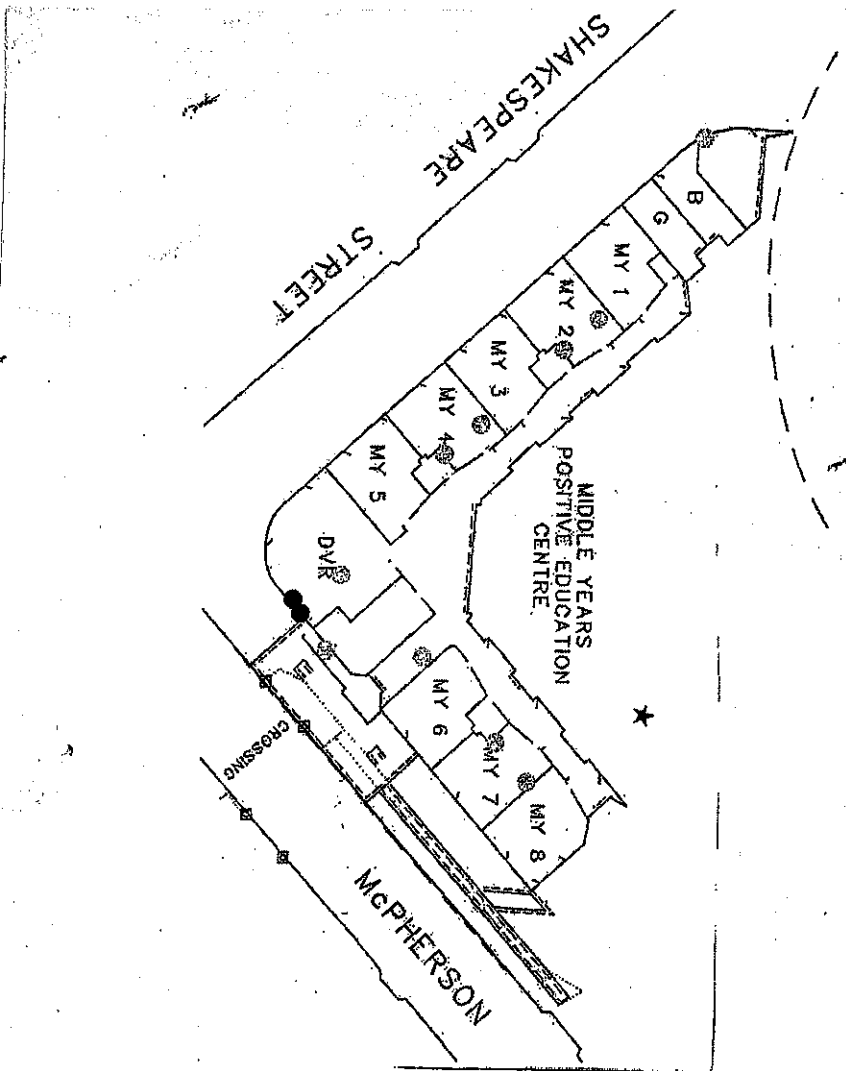 SHAKESPEARE
STREET
B
G
MY 1
MY 2
MY 3
MY 4
MY 5
DVR
MIDDLE YEARS
POSITIVE EDUCATION
CENTRE
MY 6
MY 7
MY 8
E
E
CROSSING
McPHERSON